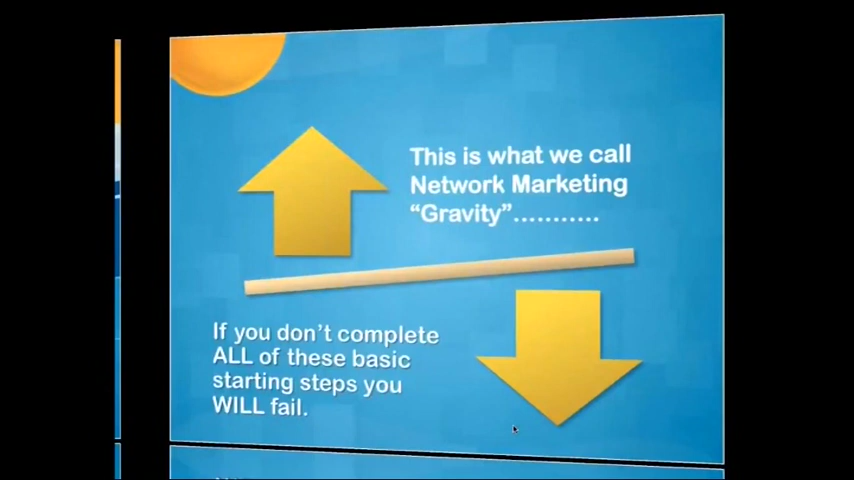 This is what we call
Network Marketing
“Gravity”...........
If you don’t complete
ALL of these basic
starting steps you
WILL fail.